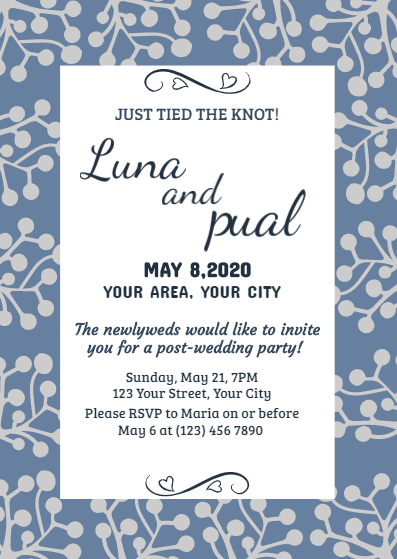 JUST TIED THE KNOT!
Luna
and
pual
MAY 8,2020
YOUR AREA, YOUR CITY
The newlyweds would like to invite
you for a post-wedding party!
Sunday, May 21, 7PM
123 Your Street, Your City
Please RSVP to Maria on or before
May 6 at (123) 456 7890